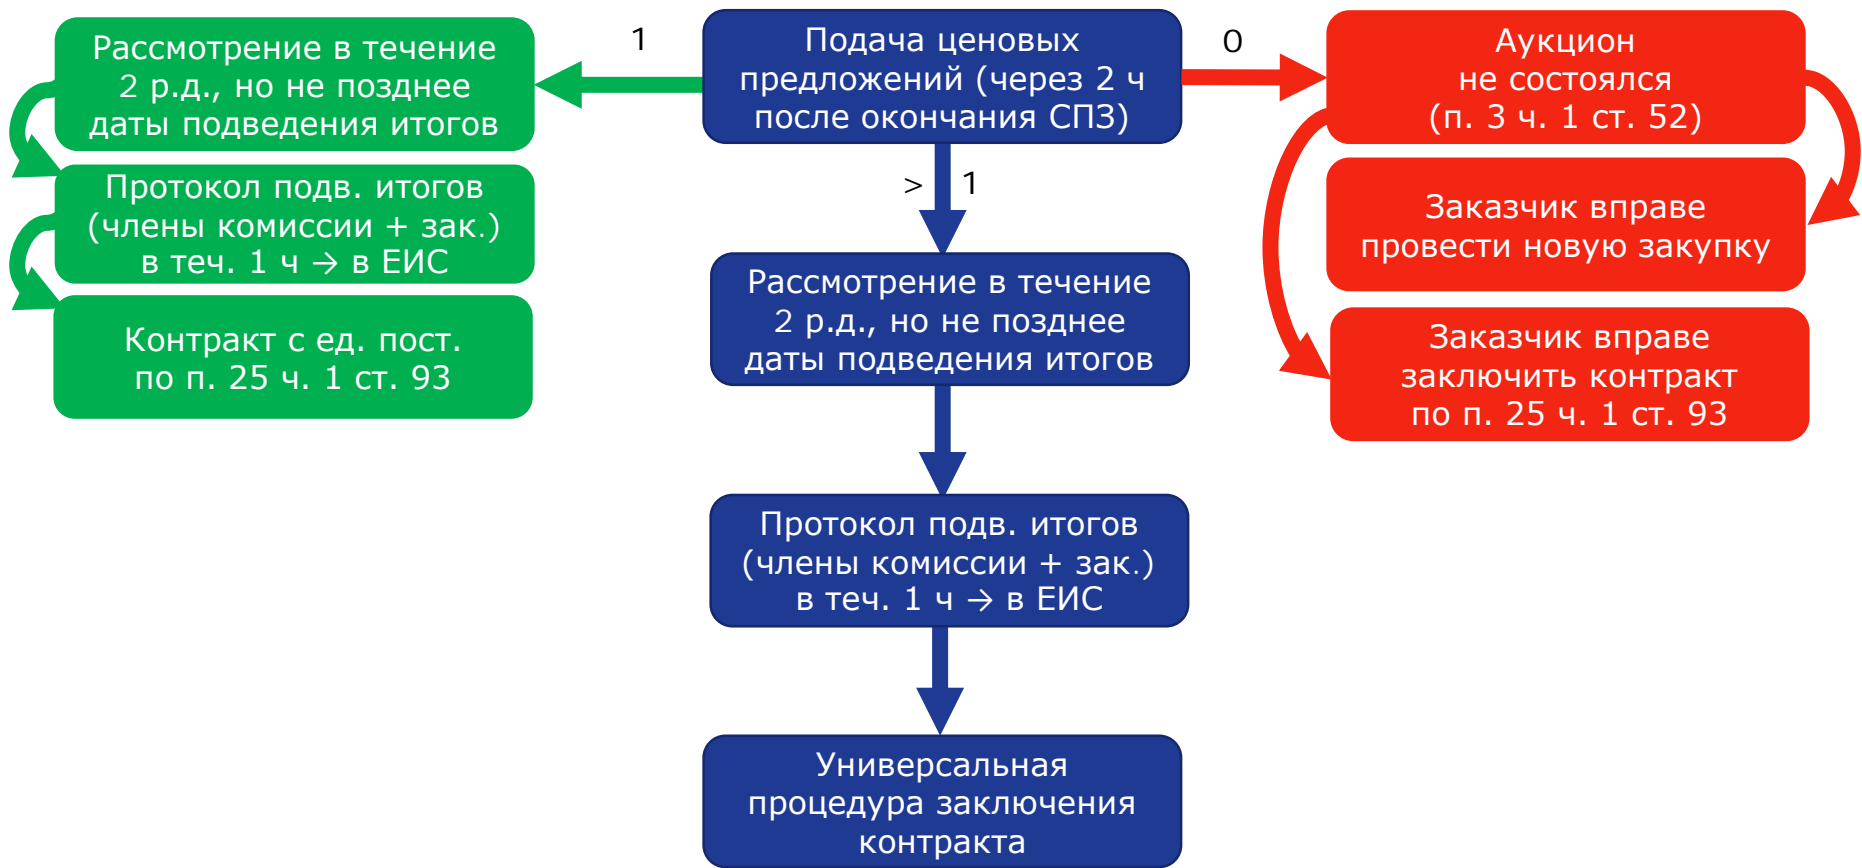 Рассмотрение в течение
2 р.д., но не позднее
даты подведения итогов
1
Подача ценовых
предложений (через 2 ч
после окончания СПЗ)
0
Аукцион
не состоялся
(п. 3 ч. 1 ст. 52)
Протокол подв. итогов
(члены комиссии + зак.)
в теч. 1 ч → в ЕИС
> 1
Заказчик вправе
провести новую закупку
Контракт с ед. пост.
по п. 25 ч. 1 ст. 93
Рассмотрение в течение
2 р.д., но не позднее
даты подведения итогов
Заказчик вправе
заключить контракт
по п. 25 ч. 1 ст. 93
Протокол подв. итогов
(члены комиссии + зак.)
в теч. 1 ч → в ЕИС
Универсальная
процедура заключения
контракта